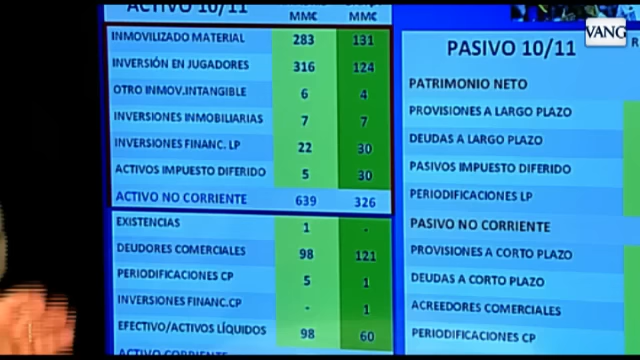 ACTIVO 10/11
MM€ MM€
INMOVILIZADO MATERIAL 283 131
INVERSIÓN EN JUGADORES 316 124
OTRO INMOV.INTANGIBLE 6 4
INVERSIONES INMOBILIARIAS 7 7
INVERSIONES FINANC. LP 22 30
ACTIVOS IMPUESTO DIFERIDO 5 30
ACTIVO NO CORRIENTE 639 326
EXISTENCIAS 1 -
DEUDORES COMERCIALES 98 121
PERIODIFICACIONES CP 5 1
INVERSIONES FINANC.CP - 1
EFECTIVO/ACTIVOS LÍQUIDOS 98 60
ACTIVO CORRIENTE
VANG
R
PASIVO 10/11
PATRIMONIO NETO
PROVISIONES A LARGO PLAZO
DEUDAS A LARGO PLAZO
PASIVOS IMPUESTO DIFERIDO
PERIODIFICACIONES LP
PASIVO NO CORRIENTE
PROVISIONES A CORTO PLAZO
DEUDAS A CORTO PLAZO
ACREEDORES COMERCIALES
PERIODIFICACIONES CP